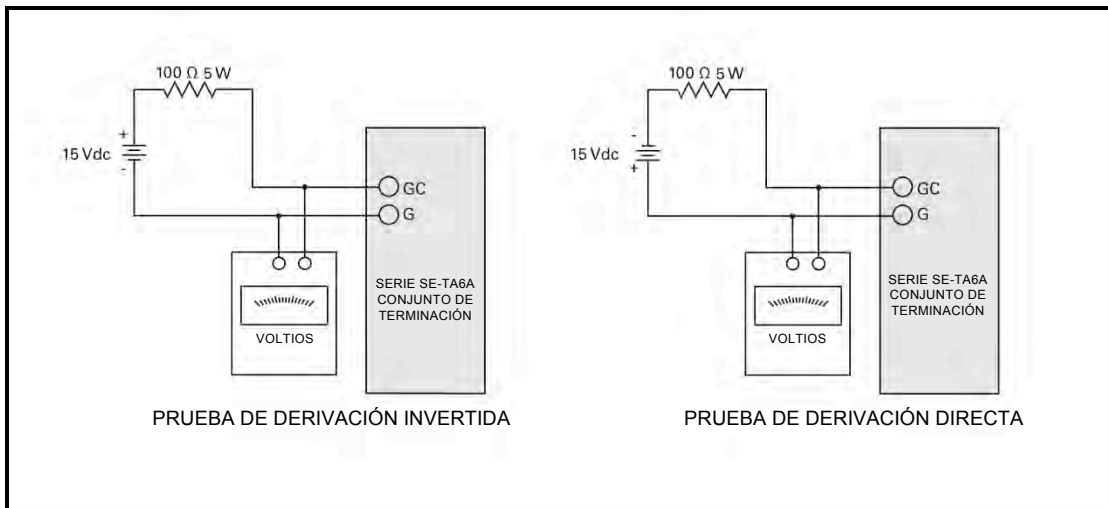 100 Ω 5 W
+
15 Vdc
-
GC
G
SERIE SE-TA6A
CONJUNTO DE
TERMINACIÓN
VOLTIOS
PRUEBA DE DERIVACIÓN INVERTIDA
100 Ω 5 W
-
15 Vdc
+
GC
G
SERIE SE-TA6A
CONJUNTO DE
TERMINACIÓN
VOLTIOS
PRUEBA DE DERIVACIÓN DIRECTA